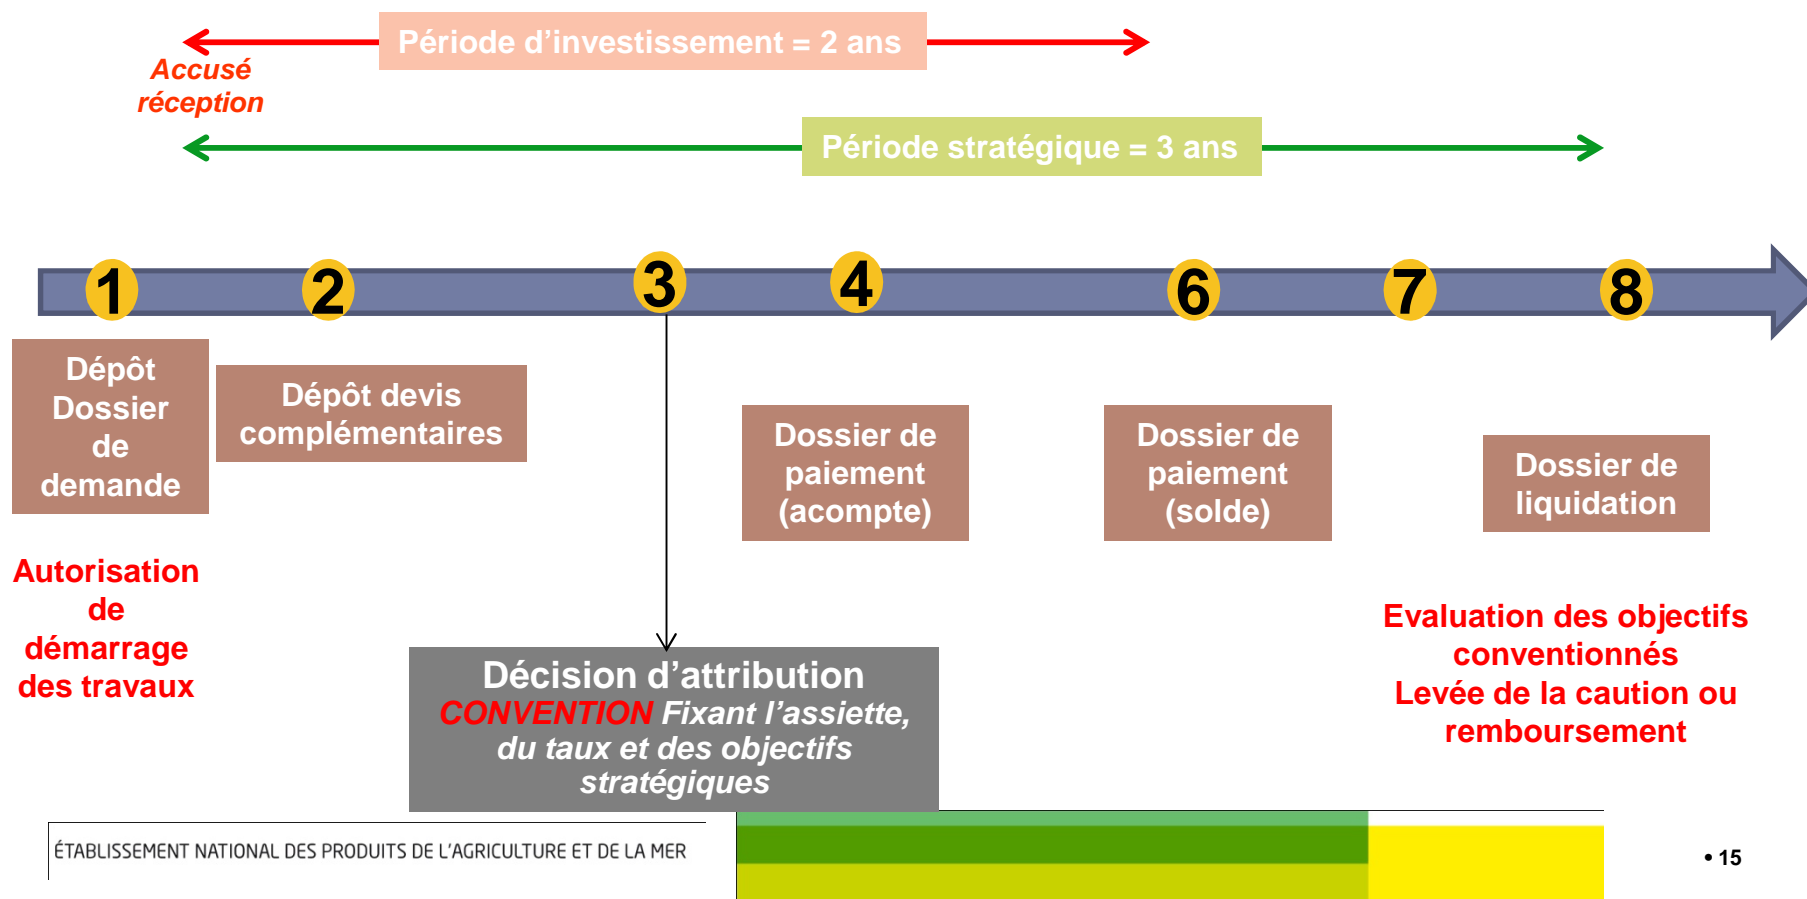 Période d’investissement = 2 ans
Accusé
réception
Période stratégique = 3 ans
1 2 3 4 6 7 8
Dépôt
Dossier
de
demande
Dépôt devis
complémentaires
Dossier de
paiement
(acompte)
Dossier de
paiement
(solde)
Dossier de
liquidation
Autorisation
de
démarrage
des travaux
Décision d’attribution
CONVENTION Fixant l’assiette,
du taux et des objectifs
stratégiques
Evaluation des objectifs
conventionnés
Levée de la caution ou
remboursement
ÉTABLISSEMENT NATIONAL DES PRODUITS DE L’AGRICULTURE ET DE LA MER
• 15